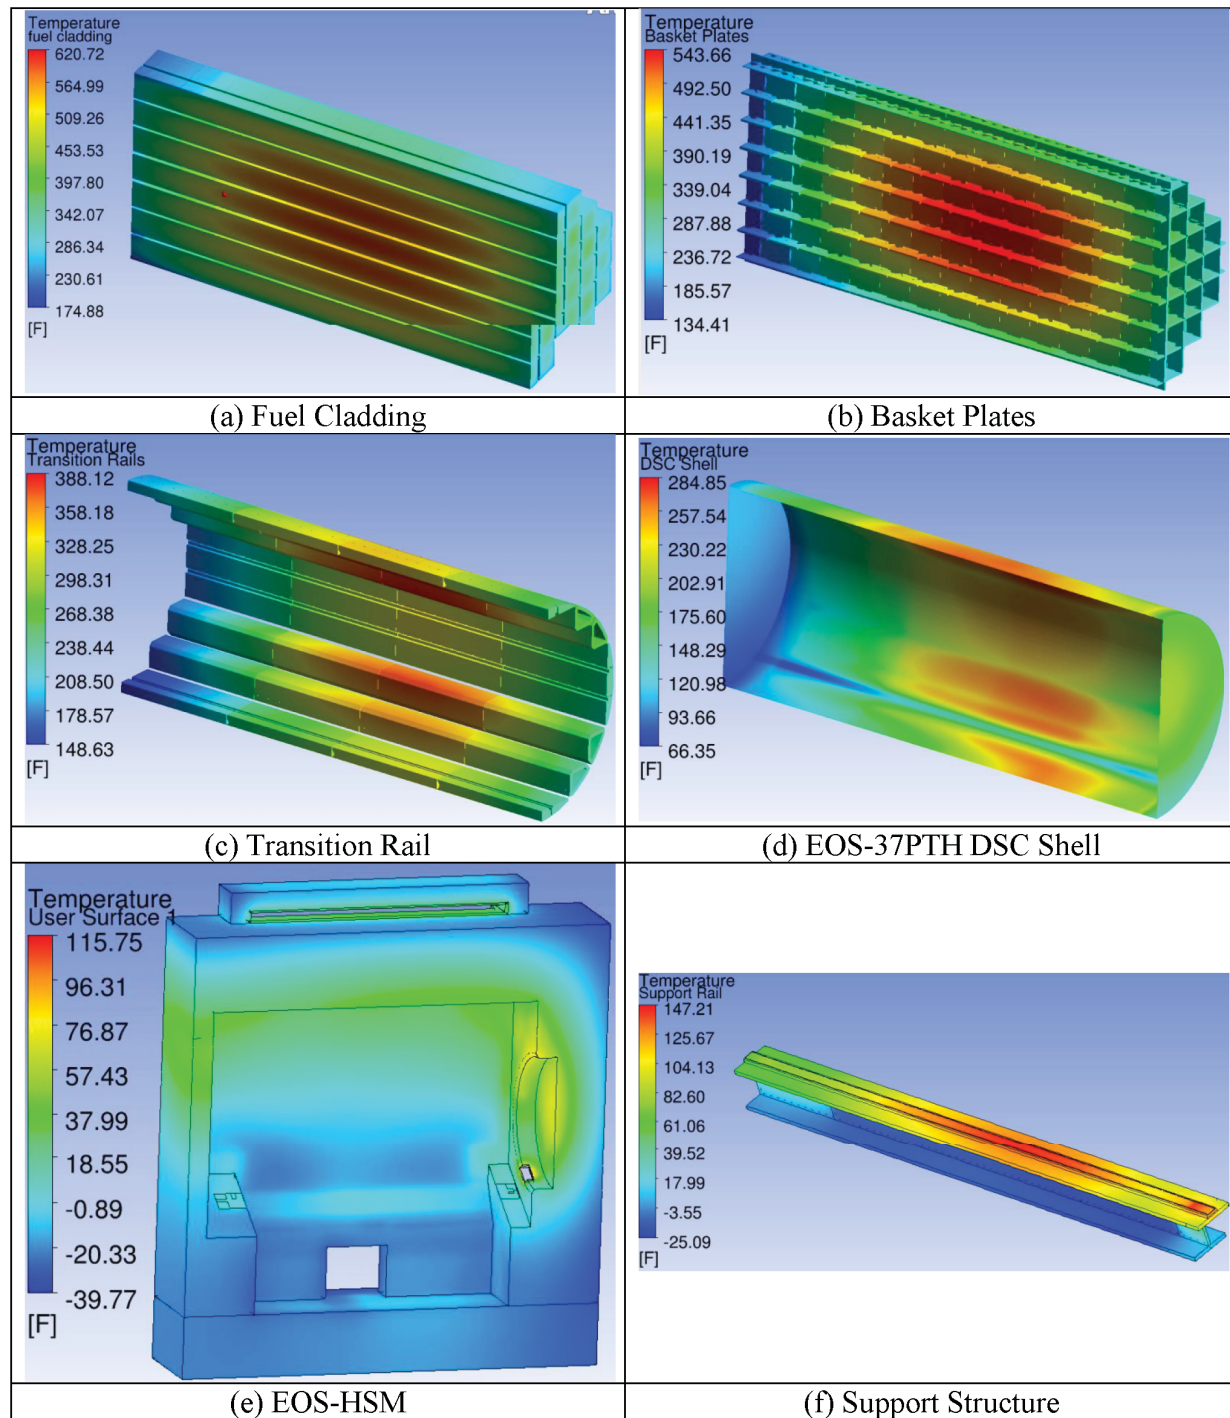 Temperature
fuel cladding
620.72
564.99
509.26
453.53
397.80
342.07
286.34
230.61
174.88
[F]
Temperature
Basket Plates
543.66
492.50
441.35
390.19
339.04
287.88
236.72
185.57
134.41
[F]
(a) Fuel Cladding
(b) Basket Plates
Temperature
Transition Rails
388.12
358.18
328.25
298.31
268.38
238.44
208.50
178.57
148.63
[F]
Temperature
DSC Shell
284.85
257.54
230.22
202.91
175.60
148.29
120.98
93.66
66.35
[F]
(c) Transition Rail
(d) EOS-37PTH DSC Shell
Temperature
User Surface 1
115.75
96.31
76.87
57.43
37.99
18.55
-0.89
-20.33
-39.77
[F]
Temperature
Support Rail
147.21
125.67
104.13
82.60
61.06
39.52
17.99
-3.55
-25.09
[F]
(e) EOS-HSM
(f) Support Structure